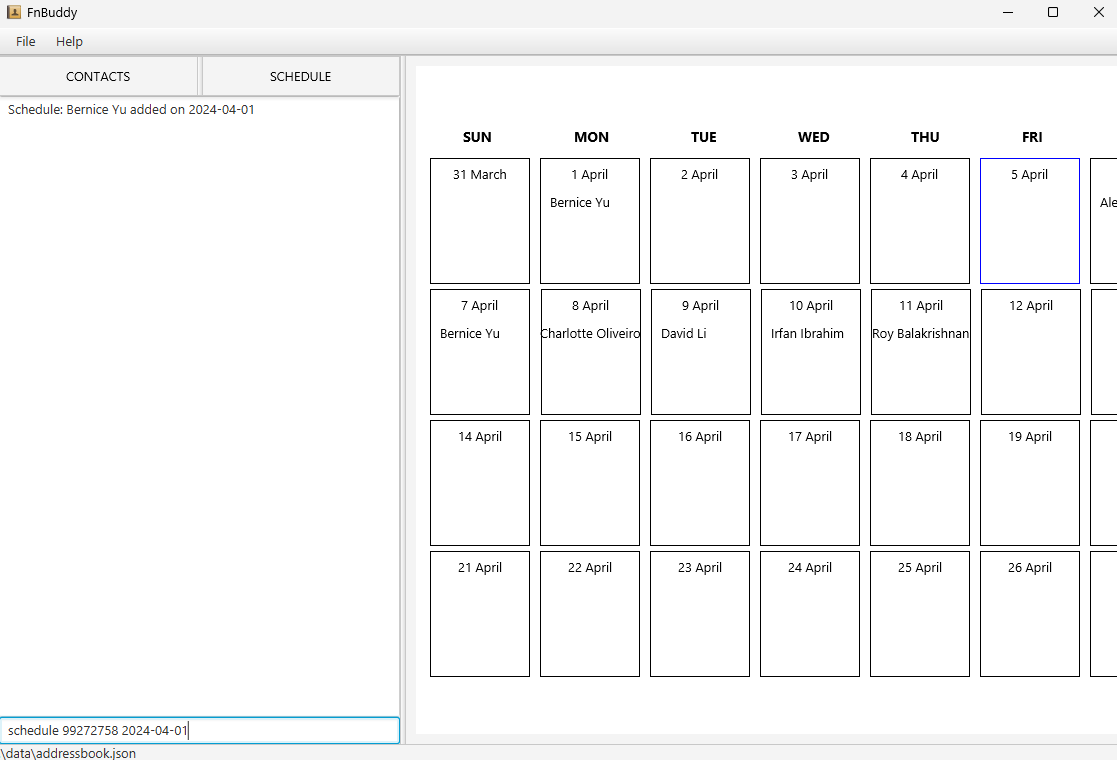 FnBuddy
File Help
CONTACTS SCHEDULE
Schedule: Bernice Yu added on 2024-04-01
SUN MON TUE WED THU FRI
31 March 1 April 2 April 3 April 4 April 5 April
Bernice Yu Ale
7 April 8 April 9 April 10 April 11 April 12 April
Bernice Yu Charlotte Oliveiro David Li Irfan Ibrahim Roy Balakrishnan
14 April 15 April 16 April 17 April 18 April 19 April
21 April 22 April 23 April 24 April 25 April 26 April
schedule 99272758 2024-04-01
\data\addressbook.json